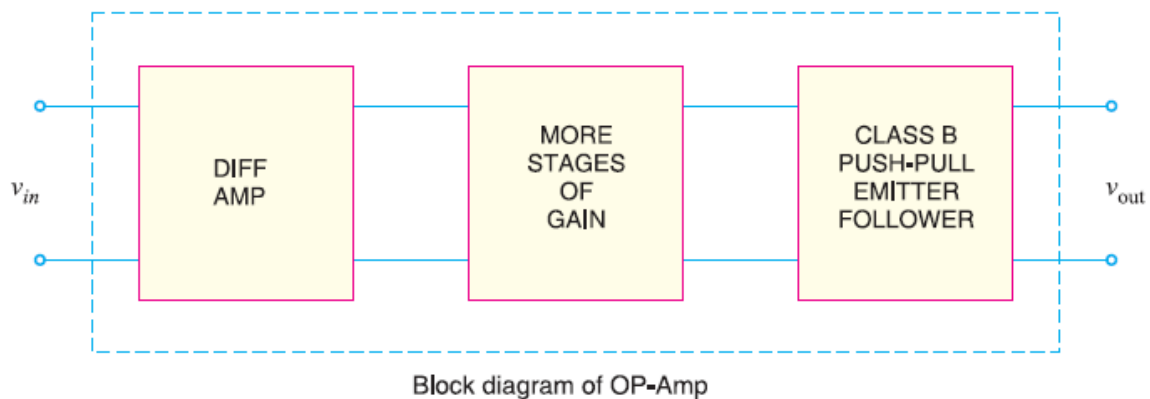 v_in
DIFF
AMP
MORE
STAGES
OF
GAIN
CLASS B
PUSH-PULL
EMITTER
FOLLOWER
v_out
Block diagram of OP-Amp